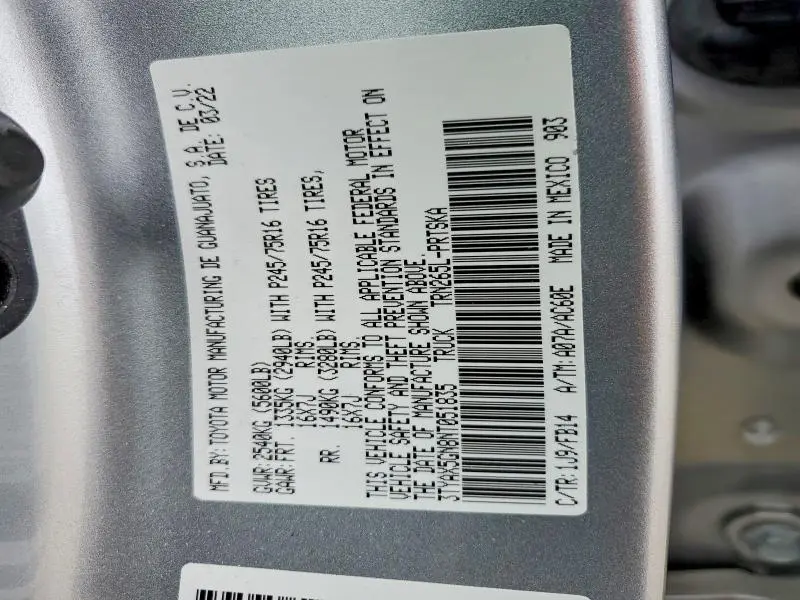 MFD.BY: TOYOTA MOTOR MANUFACTURING DE GUANAJUATO, S.A. DE C.V.
DATE: 03/22
GVWR: 2540KG (5600LB)
GAWR: FRT. 1335KG (2940LB) WITH P245/75R16 TIRES
16X7J RIMS.
RR. 1490KG (3280LB) WITH P245/75R16 TIRES,
16X7J RIMS.
THIS VEHICLE CONFORMS TO ALL APPLICABLE FEDERAL MOTOR
VEHICLE SAFETY AND THEFT PREVENTION STANDARDS IN EFFECT ON
THE DATE OF MANUFACTURE SHOWN ABOVE.
3TYAX5GN8NT051835 TRUCK TRN265L-PRTSKA
C/TR: 1J9/FD14 A/TM: A07A/AC60E MADE IN MEXICO 903